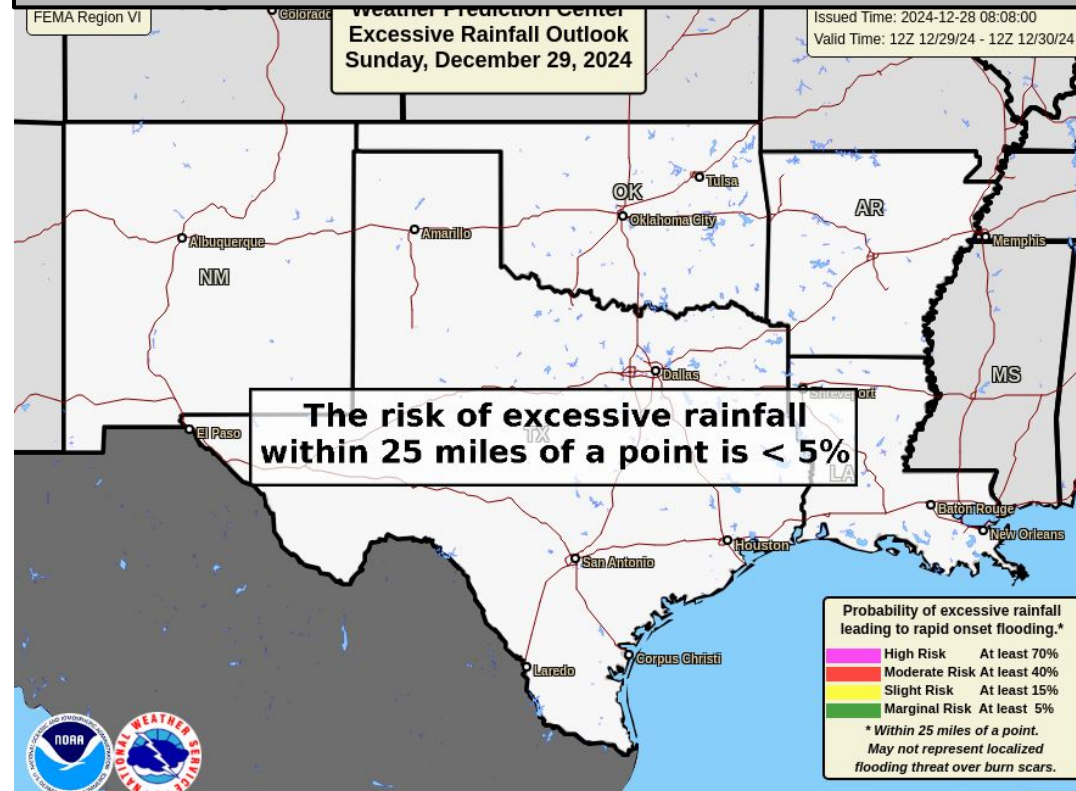 FEMA Region VI
Weather Prediction Center
Excessive Rainfall Outlook
Sunday, December 29, 2024
Issued Time: 2024-12-28 08:08:00
Valid Time: 12Z 12/29/24 - 12Z 12/30/24
Colorado
Tulsa
OK
Oklahoma City
AR
Amarillo
Albuquerque
Memphis
NM
Dallas
MS
Shreveport
The risk of excessive rainfall
El Paso
TX
within 25 miles of a point is < 5%
LA
Baton Rouge
New Orleans
Houston
San Antonio
Corpus Christi
Laredo
Probability of excessive rainfall
leading to rapid onset flooding.*
High Risk At least 70%
Moderate Risk At least 40%
Slight Risk At least 15%
Marginal Risk At least 5%
* Within 25 miles of a point.
May not represent localized
flooding threat over burn scars.
NOAA
NATIONAL WEATHER SERVICE